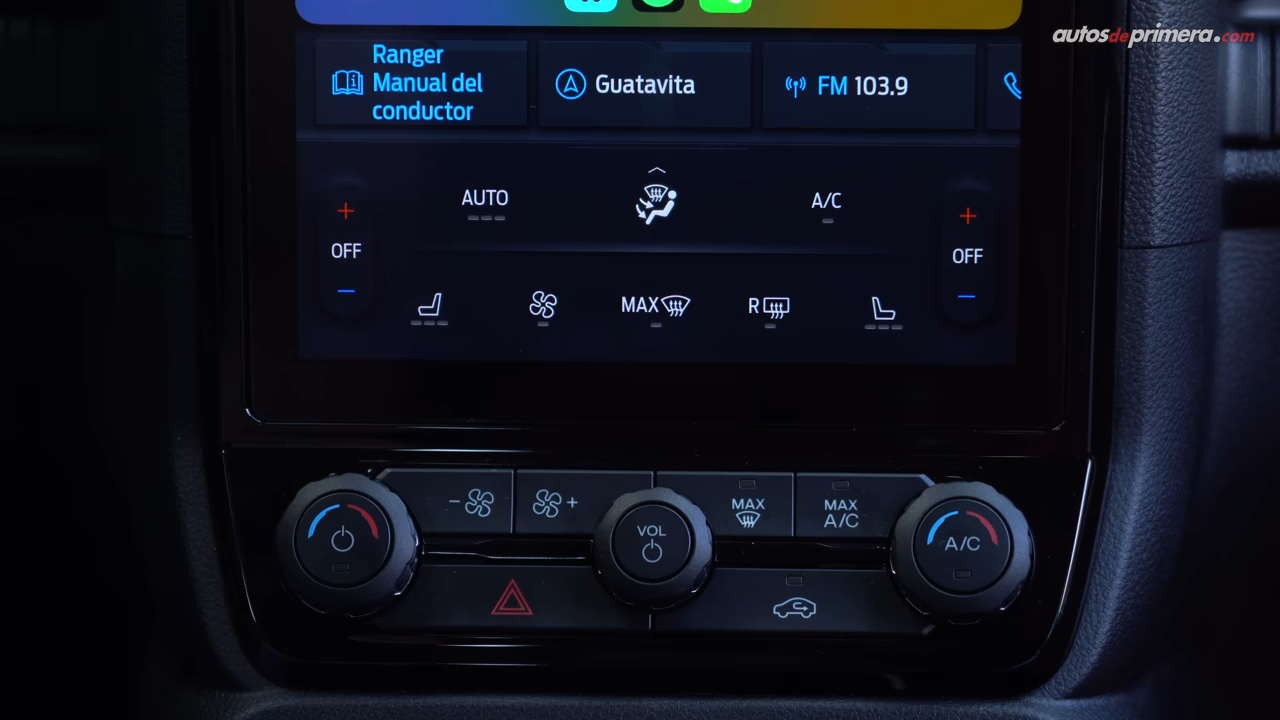 autosdeprimera.com
Ranger
Manual del
conductor
Guatavita
FM 103.9
AUTO
A/C
OFF
OFF
MAX
R
MAX
MAX
A/C
VOL
A/C